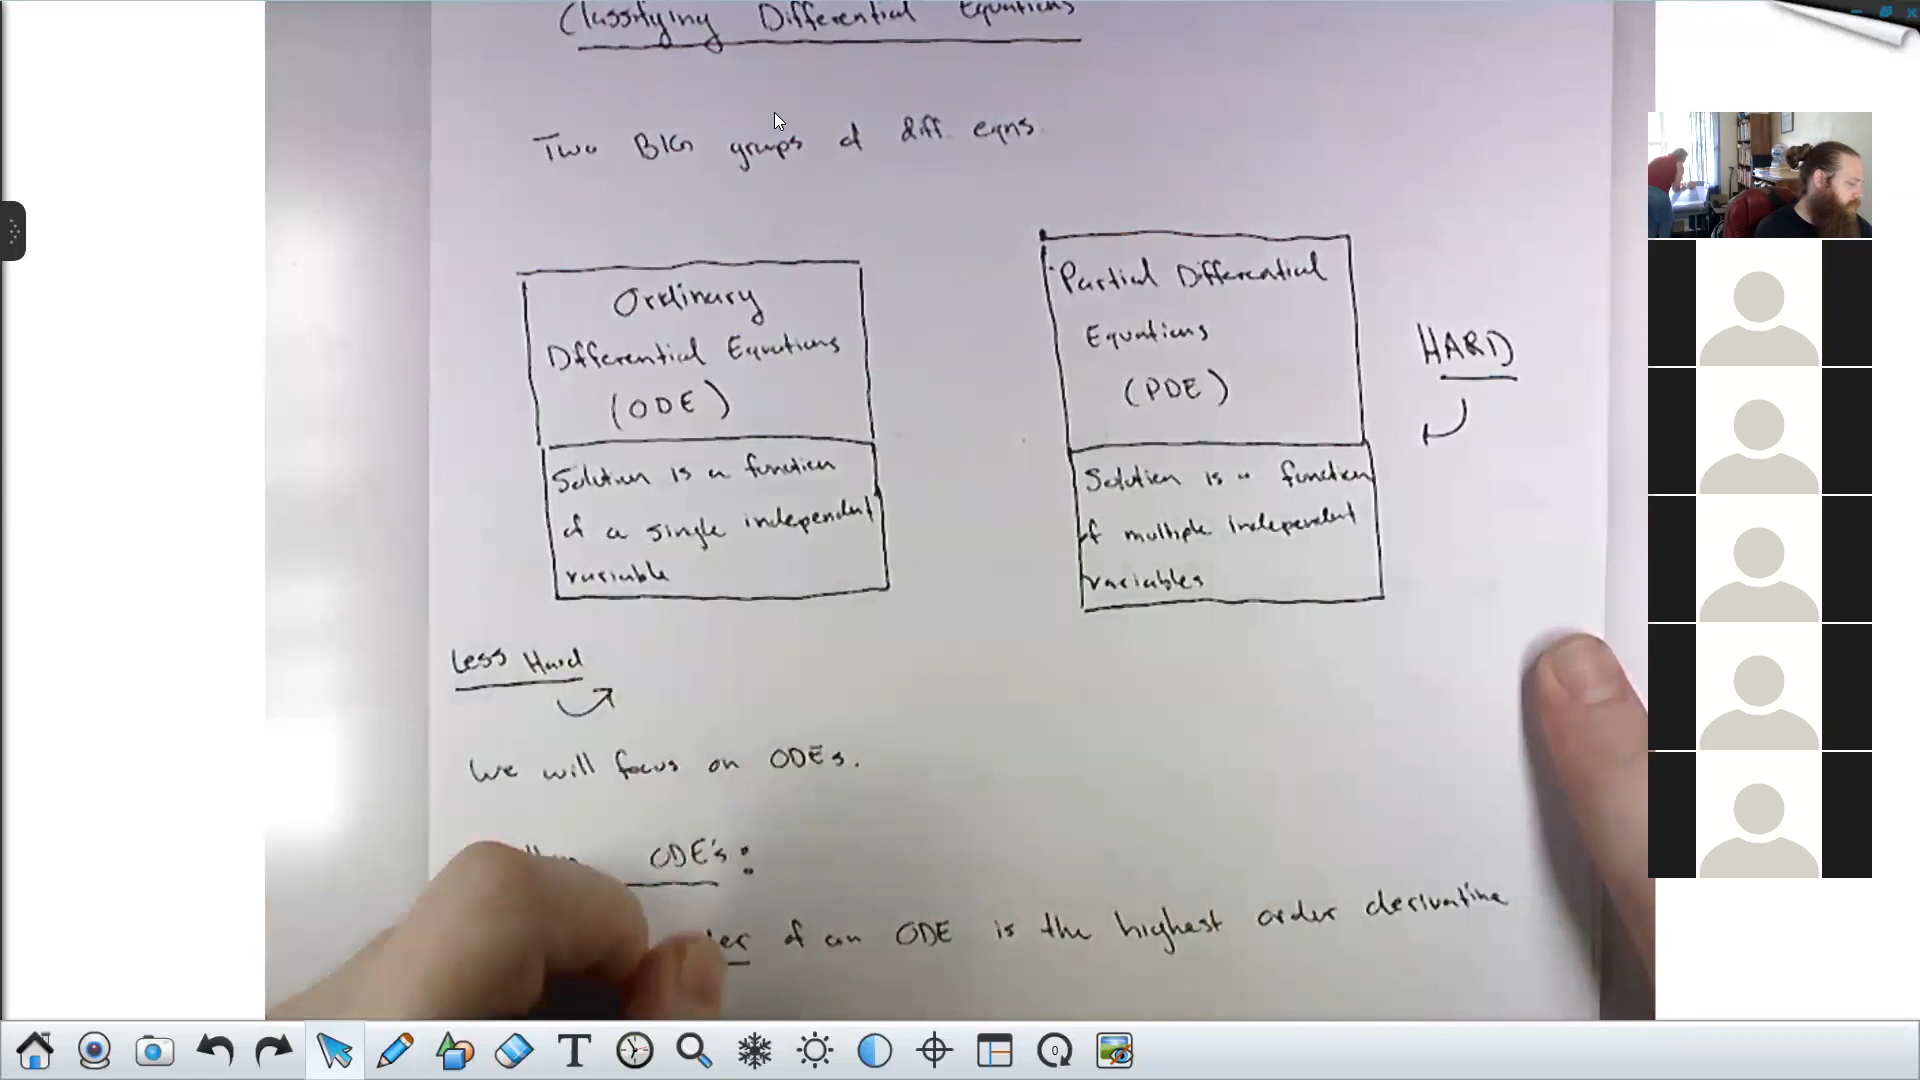 Classifying Differential Equations
Two BIG groups of diff. eqns.
Ordinary
Differential Equations
(ODE)
Solution is a function
of a single independent
variable
Partial Differential
Equations
(PDE)
Solution is a function
of multiple independent
variables
HARD
Less Hard
We will focus on ODEs.
ODE's :
of an ODE is the highest order derivative
T
0